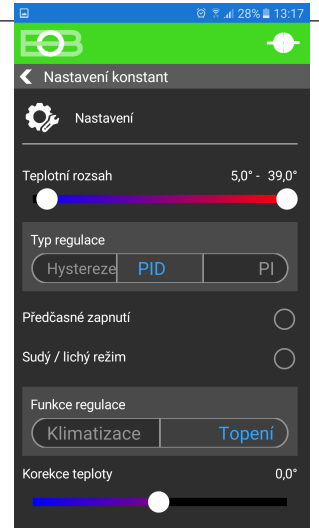 28% 13:17
EOB
Nastavení konstant
Nastavení
Teplotní rozsah 5,0° - 39,0°
Typ regulace
Hystereze PID PI
Předčasné zapnutí
Sudý / lichý režim
Funkce regulace
Klimatizace Topení
Korekce teploty 0,0°